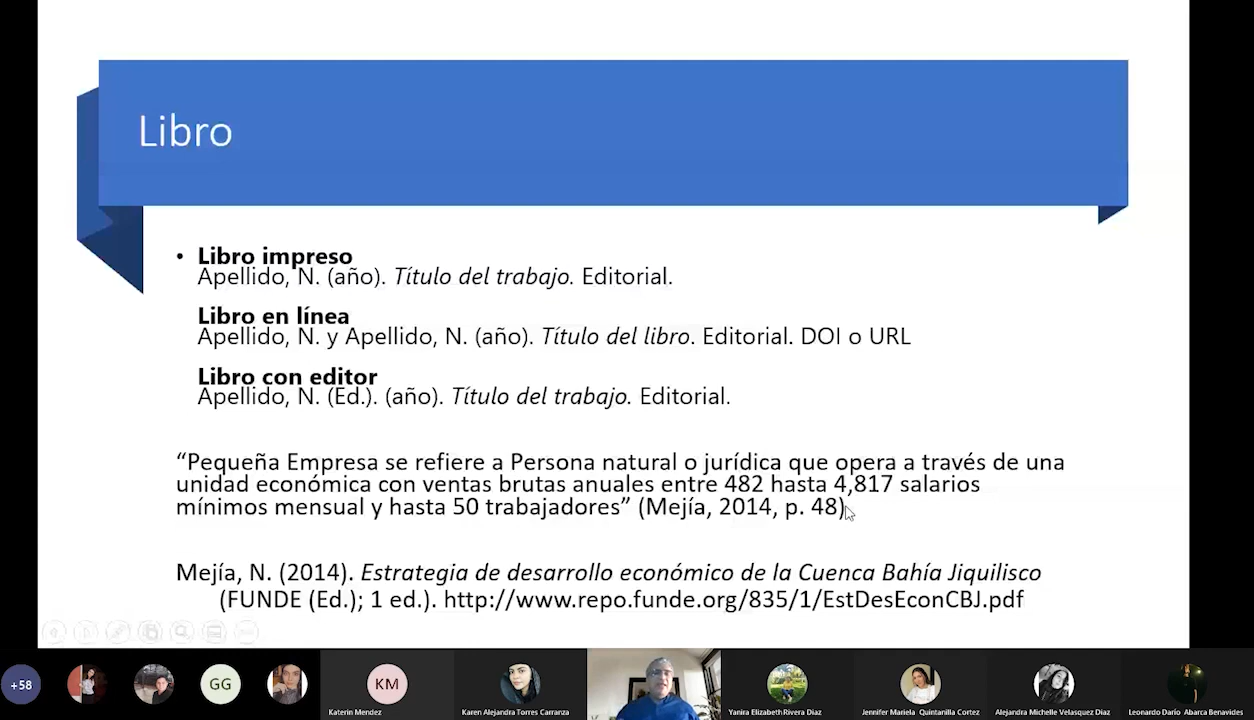 Libro
• Libro impreso
Apellido, N. (año). Título del trabajo. Editorial.
Libro en línea
Apellido, N. y Apellido, N. (año). Título del libro. Editorial. DOI o URL
Libro con editor
Apellido, N. (Ed.). (año). Título del trabajo. Editorial.
“Pequeña Empresa se refiere a Persona natural o jurídica que opera a través de una
unidad económica con ventas brutas anuales entre 482 hasta 4,817 salarios
mínimos mensual y hasta 50 trabajadores” (Mejía, 2014, p. 48)
Mejía, N. (2014). Estrategia de desarrollo económico de la Cuenca Bahía Jiquilisco
(FUNDE (Ed.); 1 ed.). http://www.repo.funde.org/835/1/EstDesEconCBJ.pdf
+58
GG
KM
Katerin Mendez
Karen Alejandra Torres Carranza
Yanira Elizabeth Rivera Diaz
Jennifer Mariela Quintanilla Cortez
Alejandra Michelle Velasquez Diaz
Leonardo Darío Abarca Benavides